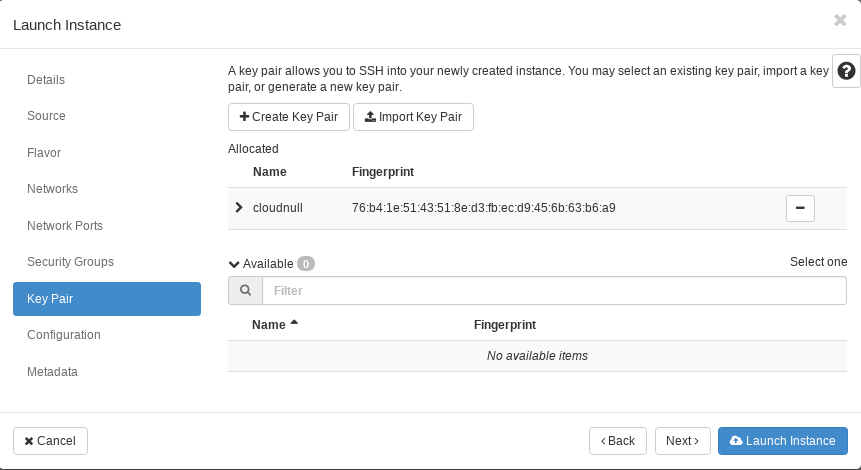 Launch Instance
Details
Source
Flavor
Networks
Network Ports
Security Groups
Key Pair
Configuration
Metadata
A key pair allows you to SSH into your newly created instance. You may select an existing key pair, import a key
pair, or generate a new key pair.
Create Key Pair Import Key Pair
Allocated
Name Fingerprint
cloudnull 76:b4:1e:51:43:51:8e:d3:fb:ec:d9:45:6b:63:b6:a9
Available 0 Select one
Filter
Name Fingerprint
No available items
Cancel Back Next Launch Instance